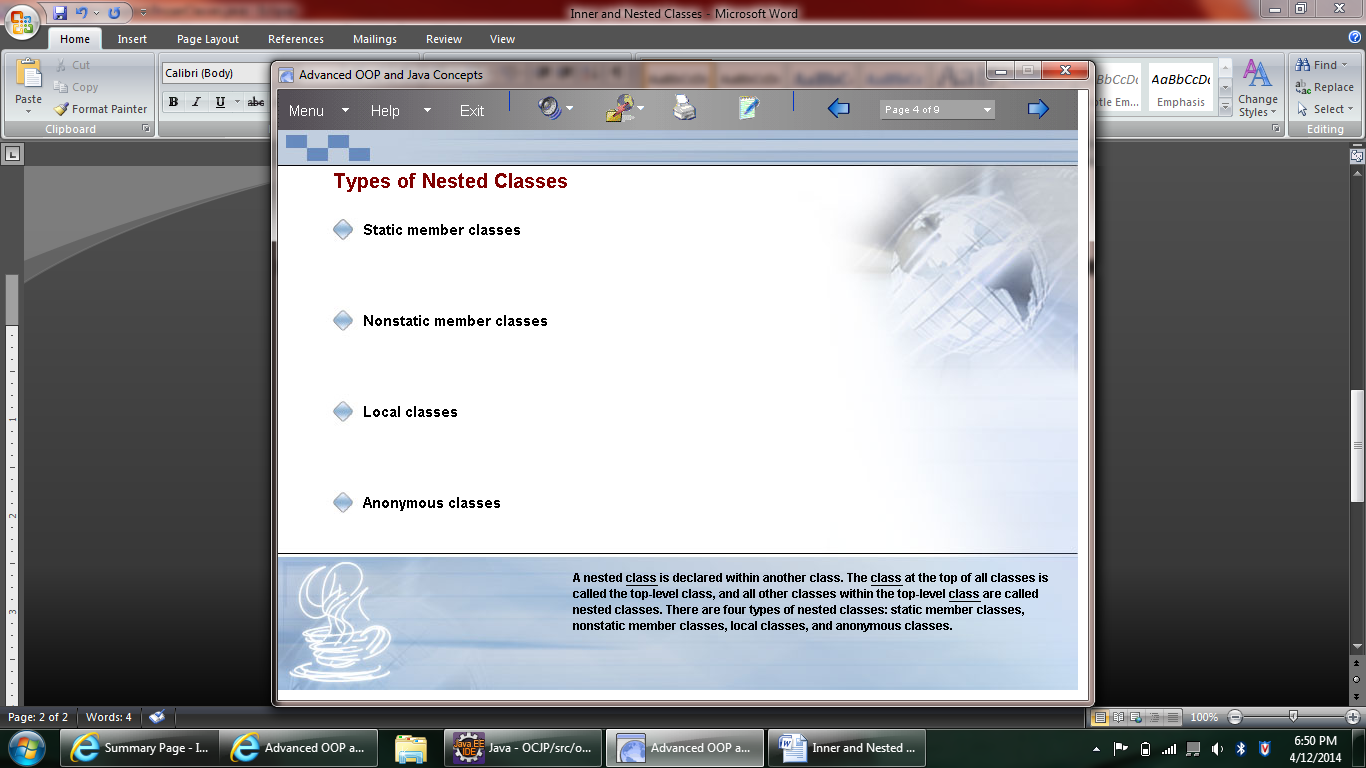 Inner and Nested Classes - Microsoft Word
Home Insert Page Layout References Mailings Review View
Paste
Cut
Copy
Format Painter
Clipboard
Calibri (Body)
B I U abc
AaBbCcDc
Emphasis
Change
Styles
Find
Replace
Select
Editing
Advanced OOP and Java Concepts
Menu Help Exit Page 4 of 9
Types of Nested Classes
Static member classes
Nonstatic member classes
Local classes
Anonymous classes
A nested class is declared within another class. The class at the top of all classes is
called the top-level class, and all other classes within the top-level class are called
nested classes. There are four types of nested classes: static member classes,
nonstatic member classes, local classes, and anonymous classes.
1
2
3
Page: 2 of 2 Words: 4 100%
Summary Page - I... Advanced OOP a... Java - OCJP/src/o... Advanced OOP a... Inner and Nested ...
Java EE
IDE
6:50 PM
4/12/2014